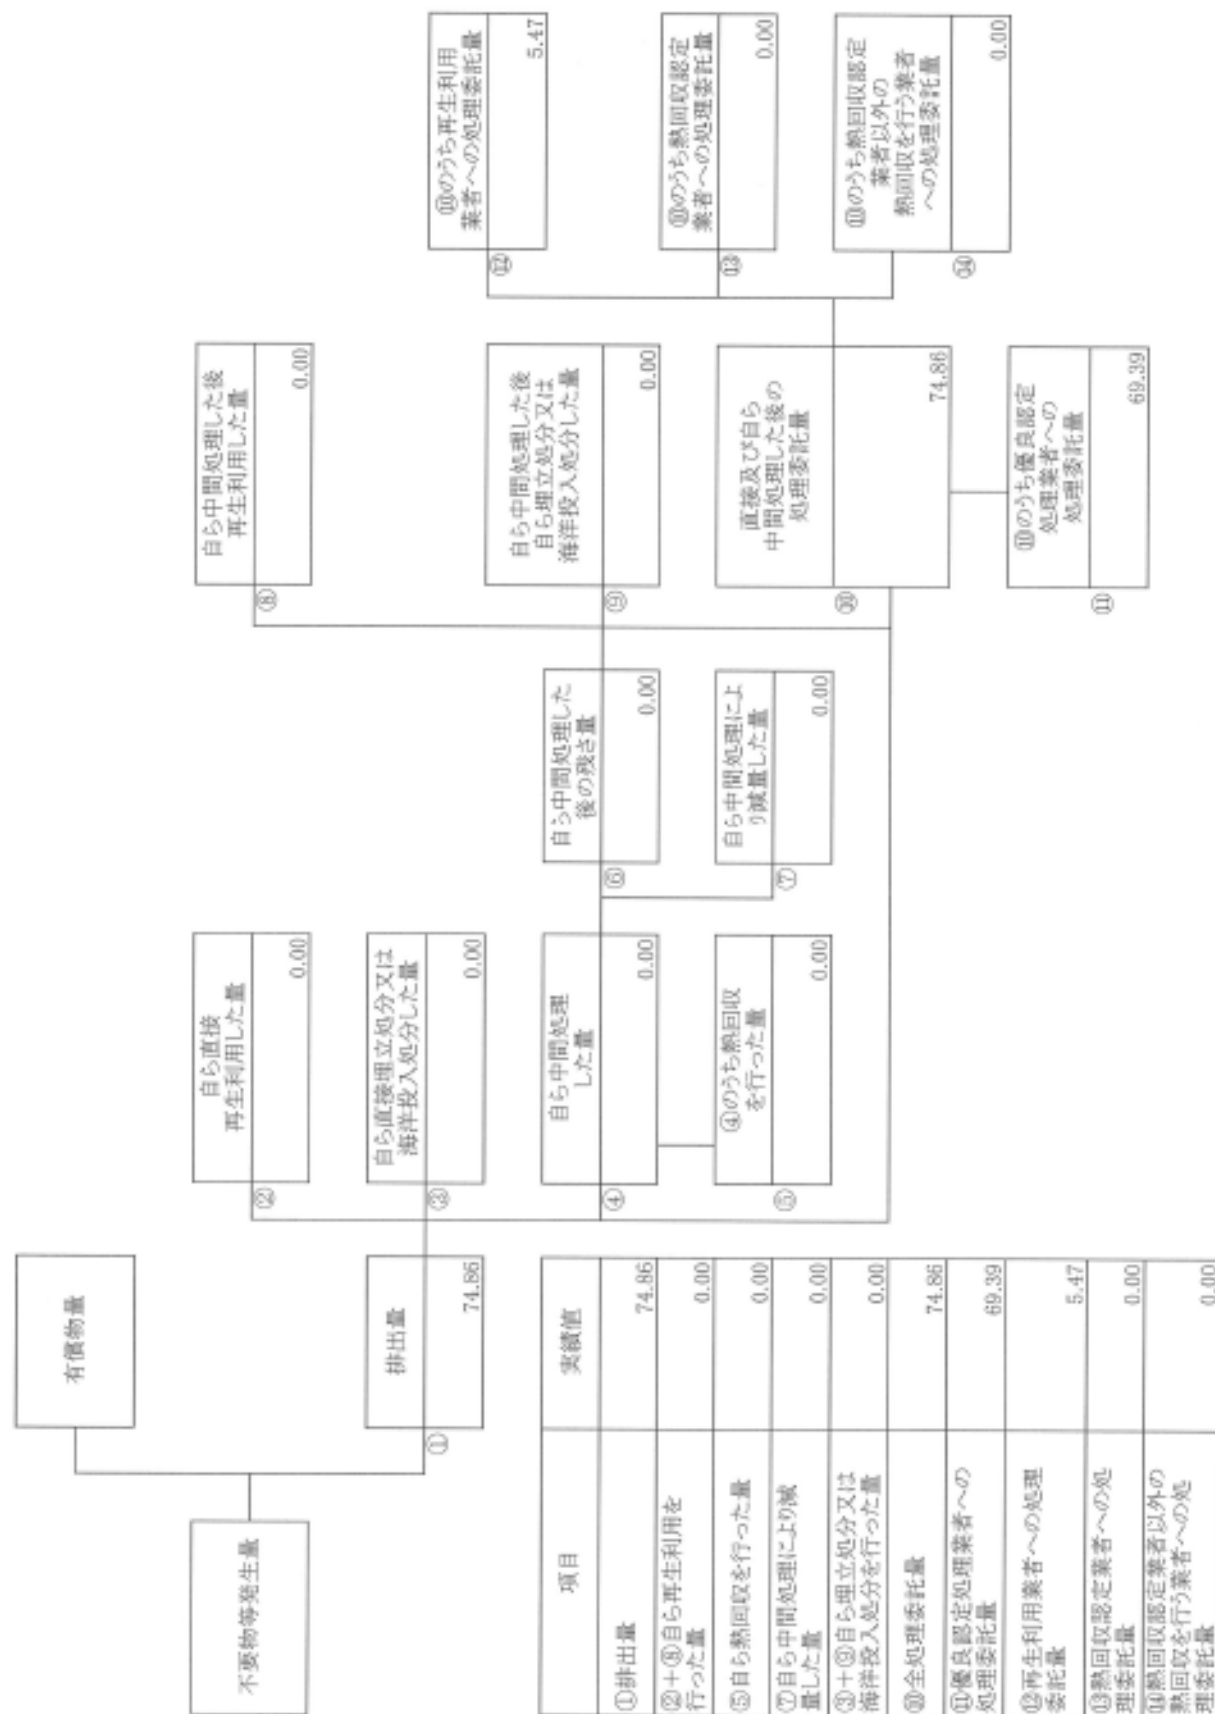 有償物量
不要物等発生量
①
排出量
74.86
②
自ら直接
再生利用した量
0.00
③
自ら直接埋立処分又は
海洋投入処分した量
0.00
④
自ら中間処理
した量
0.00
⑤
④のうち熱回収
を行った量
0.00
⑥
自ら中間処理した
後の残さ量
0.00
⑦
自ら中間処理によ
り減量した量
0.00
⑧
自ら中間処理した後
再生利用した量
0.00
⑨
自ら中間処理した後
自ら埋立処分又は
海洋投入処分した量
0.00
⑩
直接及び自ら
中間処理した後の
処理委託量
74.86
⑪
⑩のうち優良認定
処理業者への
処理委託量
69.39
⑫
⑩のうち再生利用
業者への処理委託量
5.47
⑬
⑩のうち熱回収認定
業者への処理委託量
0.00
⑭
⑩のうち熱回収認定
業者以外の
熱回収を行う業者
への処理委託量
0.00
項目 実績値
①排出量 74.86
②+⑧自ら再生利用を
行った量 0.00
⑤自ら熱回収を行った量 0.00
⑦自ら中間処理により減
量した量 0.00
③+⑨自ら埋立処分又は
海洋投入処分を行った量 0.00
⑩全処理委託量 74.86
⑪優良認定処理業者への
処理委託量 69.39
⑫再生利用業者への処理
委託量 5.47
⑬熱回収認定業者への処
理委託量 0.00
⑭熱回収認定業者以外の
熱回収を行う業者への処
理委託量 0.00